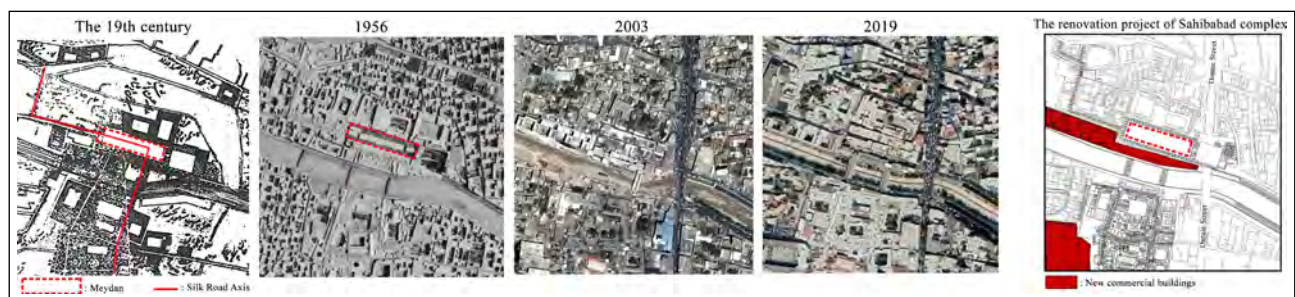 The 19th century
1956
2003
2019
The renovation project of Sahibabad complex
: Meydan
: Silk Road Axis
: New commercial buildings